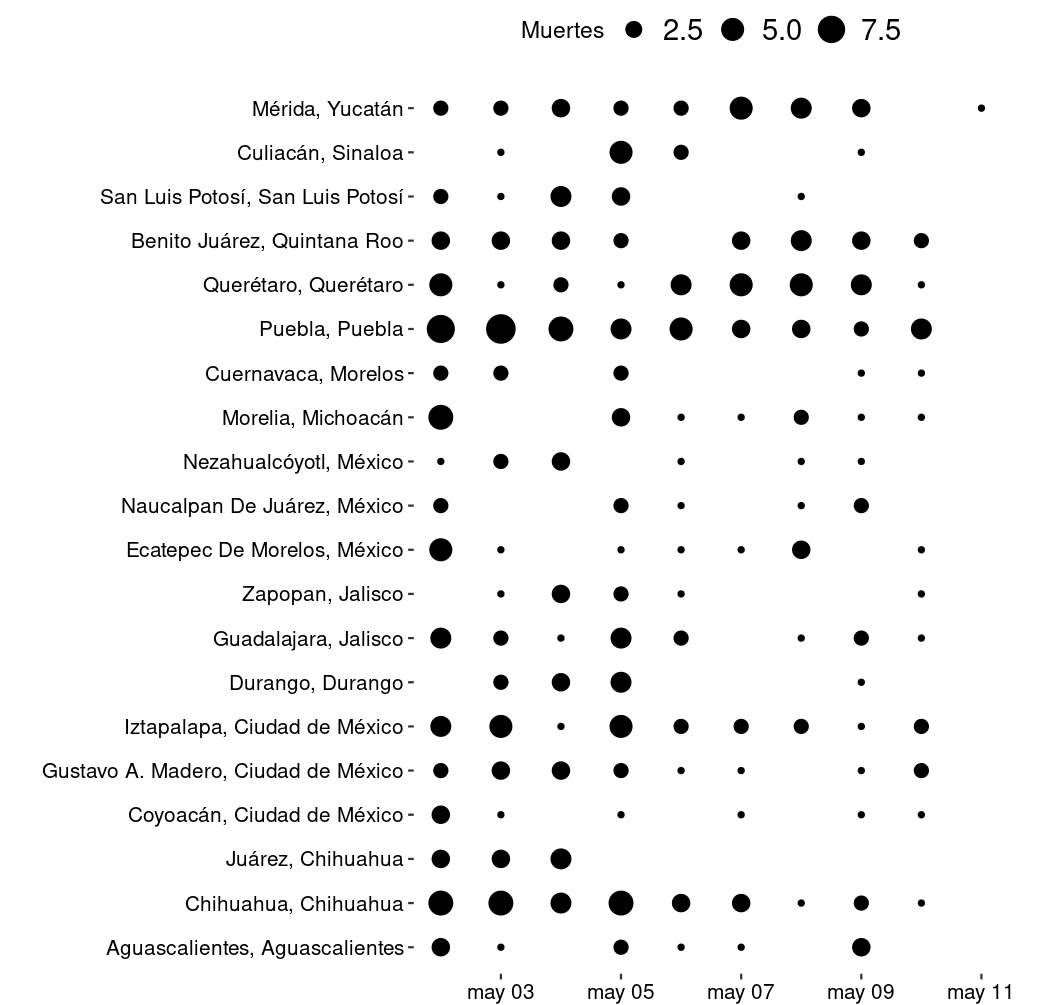 Muertes 2.5 5.0 7.5
Mérida, Yucatán
Culiacán, Sinaloa
San Luis Potosí, San Luis Potosí
Benito Juárez, Quintana Roo
Querétaro, Querétaro
Puebla, Puebla
Cuernavaca, Morelos
Morelia, Michoacán
Nezahualcóyotl, México
Naucalpan De Juárez, México
Ecatepec De Morelos, México
Zapopan, Jalisco
Guadalajara, Jalisco
Durango, Durango
Iztapalapa, Ciudad de México
Gustavo A. Madero, Ciudad de México
Coyoacán, Ciudad de México
Juárez, Chihuahua
Chihuahua, Chihuahua
Aguascalientes, Aguascalientes
may 03 may 05 may 07 may 09 may 11